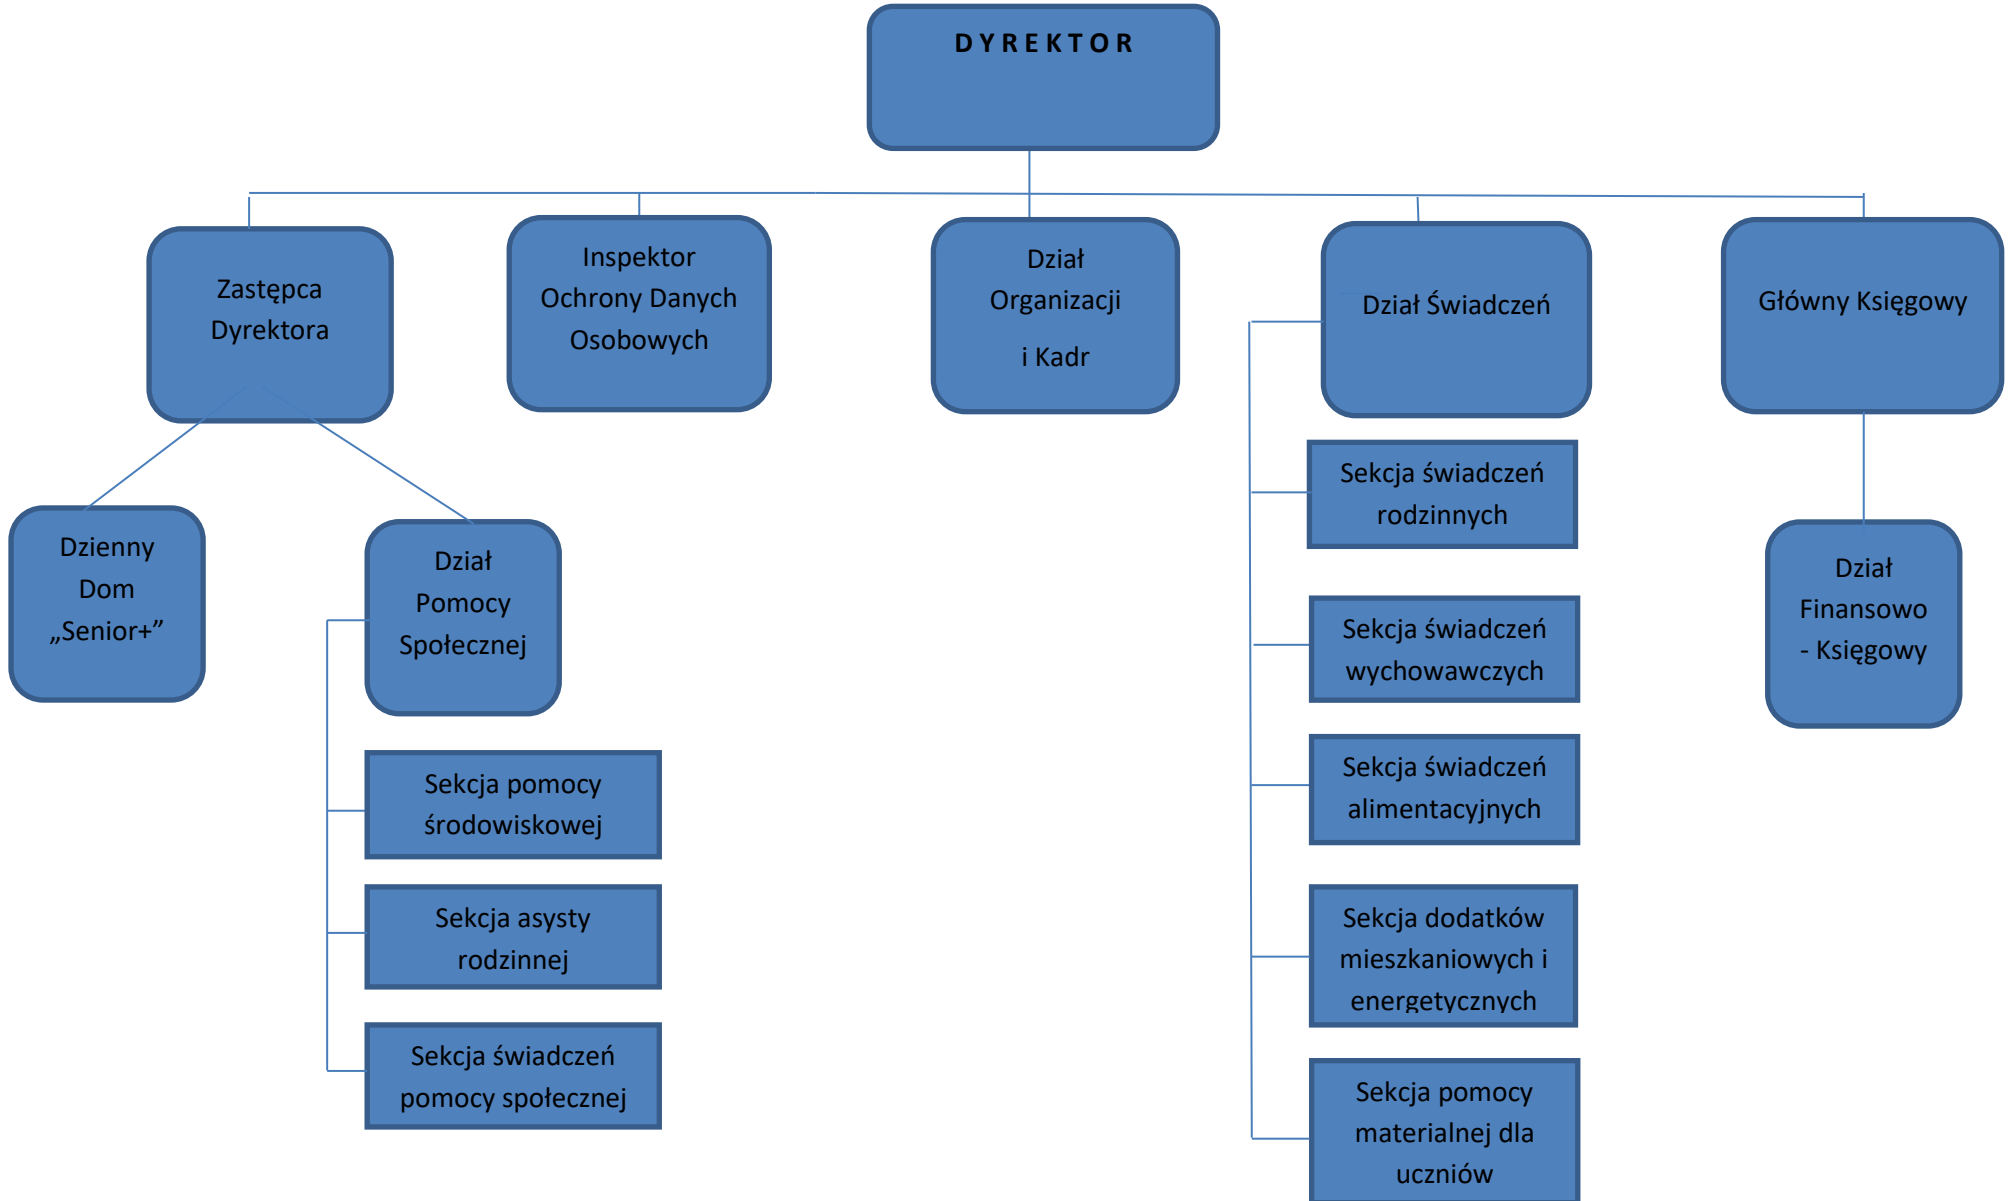 D Y R E K T O R
Zastępca
Dyrektora
Inspektor
Ochrony Danych
Osobowych
Dział
Organizacji
i Kadr
Dział Świadczeń
Główny Księgowy
Dzienny
Dom
„Senior+”
Dział
Pomocy
Społecznej
Sekcja pomocy
środowiskowej
Sekcja asysty
rodzinnej
Sekcja świadczeń
pomocy społecznej
Sekcja świadczeń
rodzinnych
Sekcja świadczeń
wychowawczych
Sekcja świadczeń
alimentacyjnych
Sekcja dodatków
mieszkaniowych i
energetycznych
Sekcja pomocy
materialnej dla
uczniów
Dział
Finansowo
- Księgowy